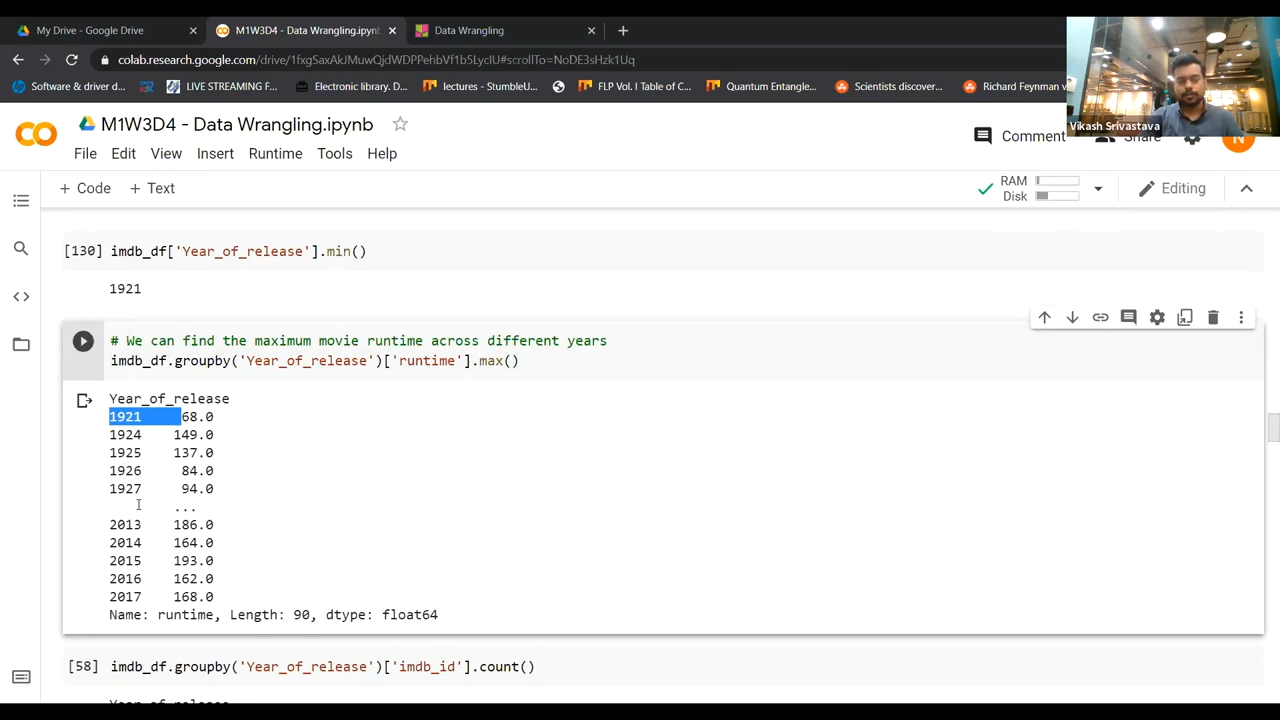 My Drive - Google Drive
M1W3D4 - Data Wrangling.ipynb
Data Wrangling
colab.research.google.com/drive/1fxgSaxAkJMuwQjdWDPPehbVf1b5LycIU#scrollTo=NoDE3sHzk1Uq
Software & driver d...
LIVE STREAMING F...
Electronic library. D...
lectures - StumbleU...
FLP Vol. I Table of C...
Quantum Entangle...
Scientists discover...
Richard Feynman
Vikash Srivastava
M1W3D4 - Data Wrangling.ipynb
File Edit View Insert Runtime Tools Help
Comment
Share
N
+ Code + Text
RAM
Disk
Editing
[130] imdb_df['Year_of_release'].min()
1921
# We can find the maximum movie runtime across different years
imdb_df.groupby('Year_of_release')['runtime'].max()
Year_of_release
1921 68.0
1924 149.0
1925 137.0
1926 84.0
1927 94.0
...
2013 186.0
2014 164.0
2015 193.0
2016 162.0
2017 168.0
Name: runtime, Length: 90, dtype: float64
[58] imdb_df.groupby('Year_of_release')['imdb_id'].count()
Year_of_release